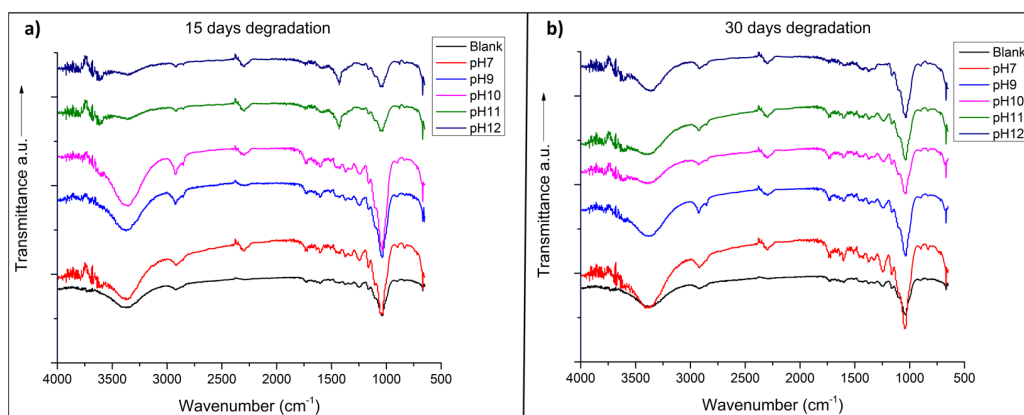 a)
15 days degradation
Blank
pH7
pH9
pH10
pH11
pH12
Transmittance a.u.
4000 3500 3000 2500 2000 1500 1000 500
Wavenumber (cm⁻¹)
b)
30 days degradation
Blank
pH7
pH9
pH10
pH11
pH12
Transmittance a.u.
4000 3500 3000 2500 2000 1500 1000 500
Wavenumber (cm⁻¹)